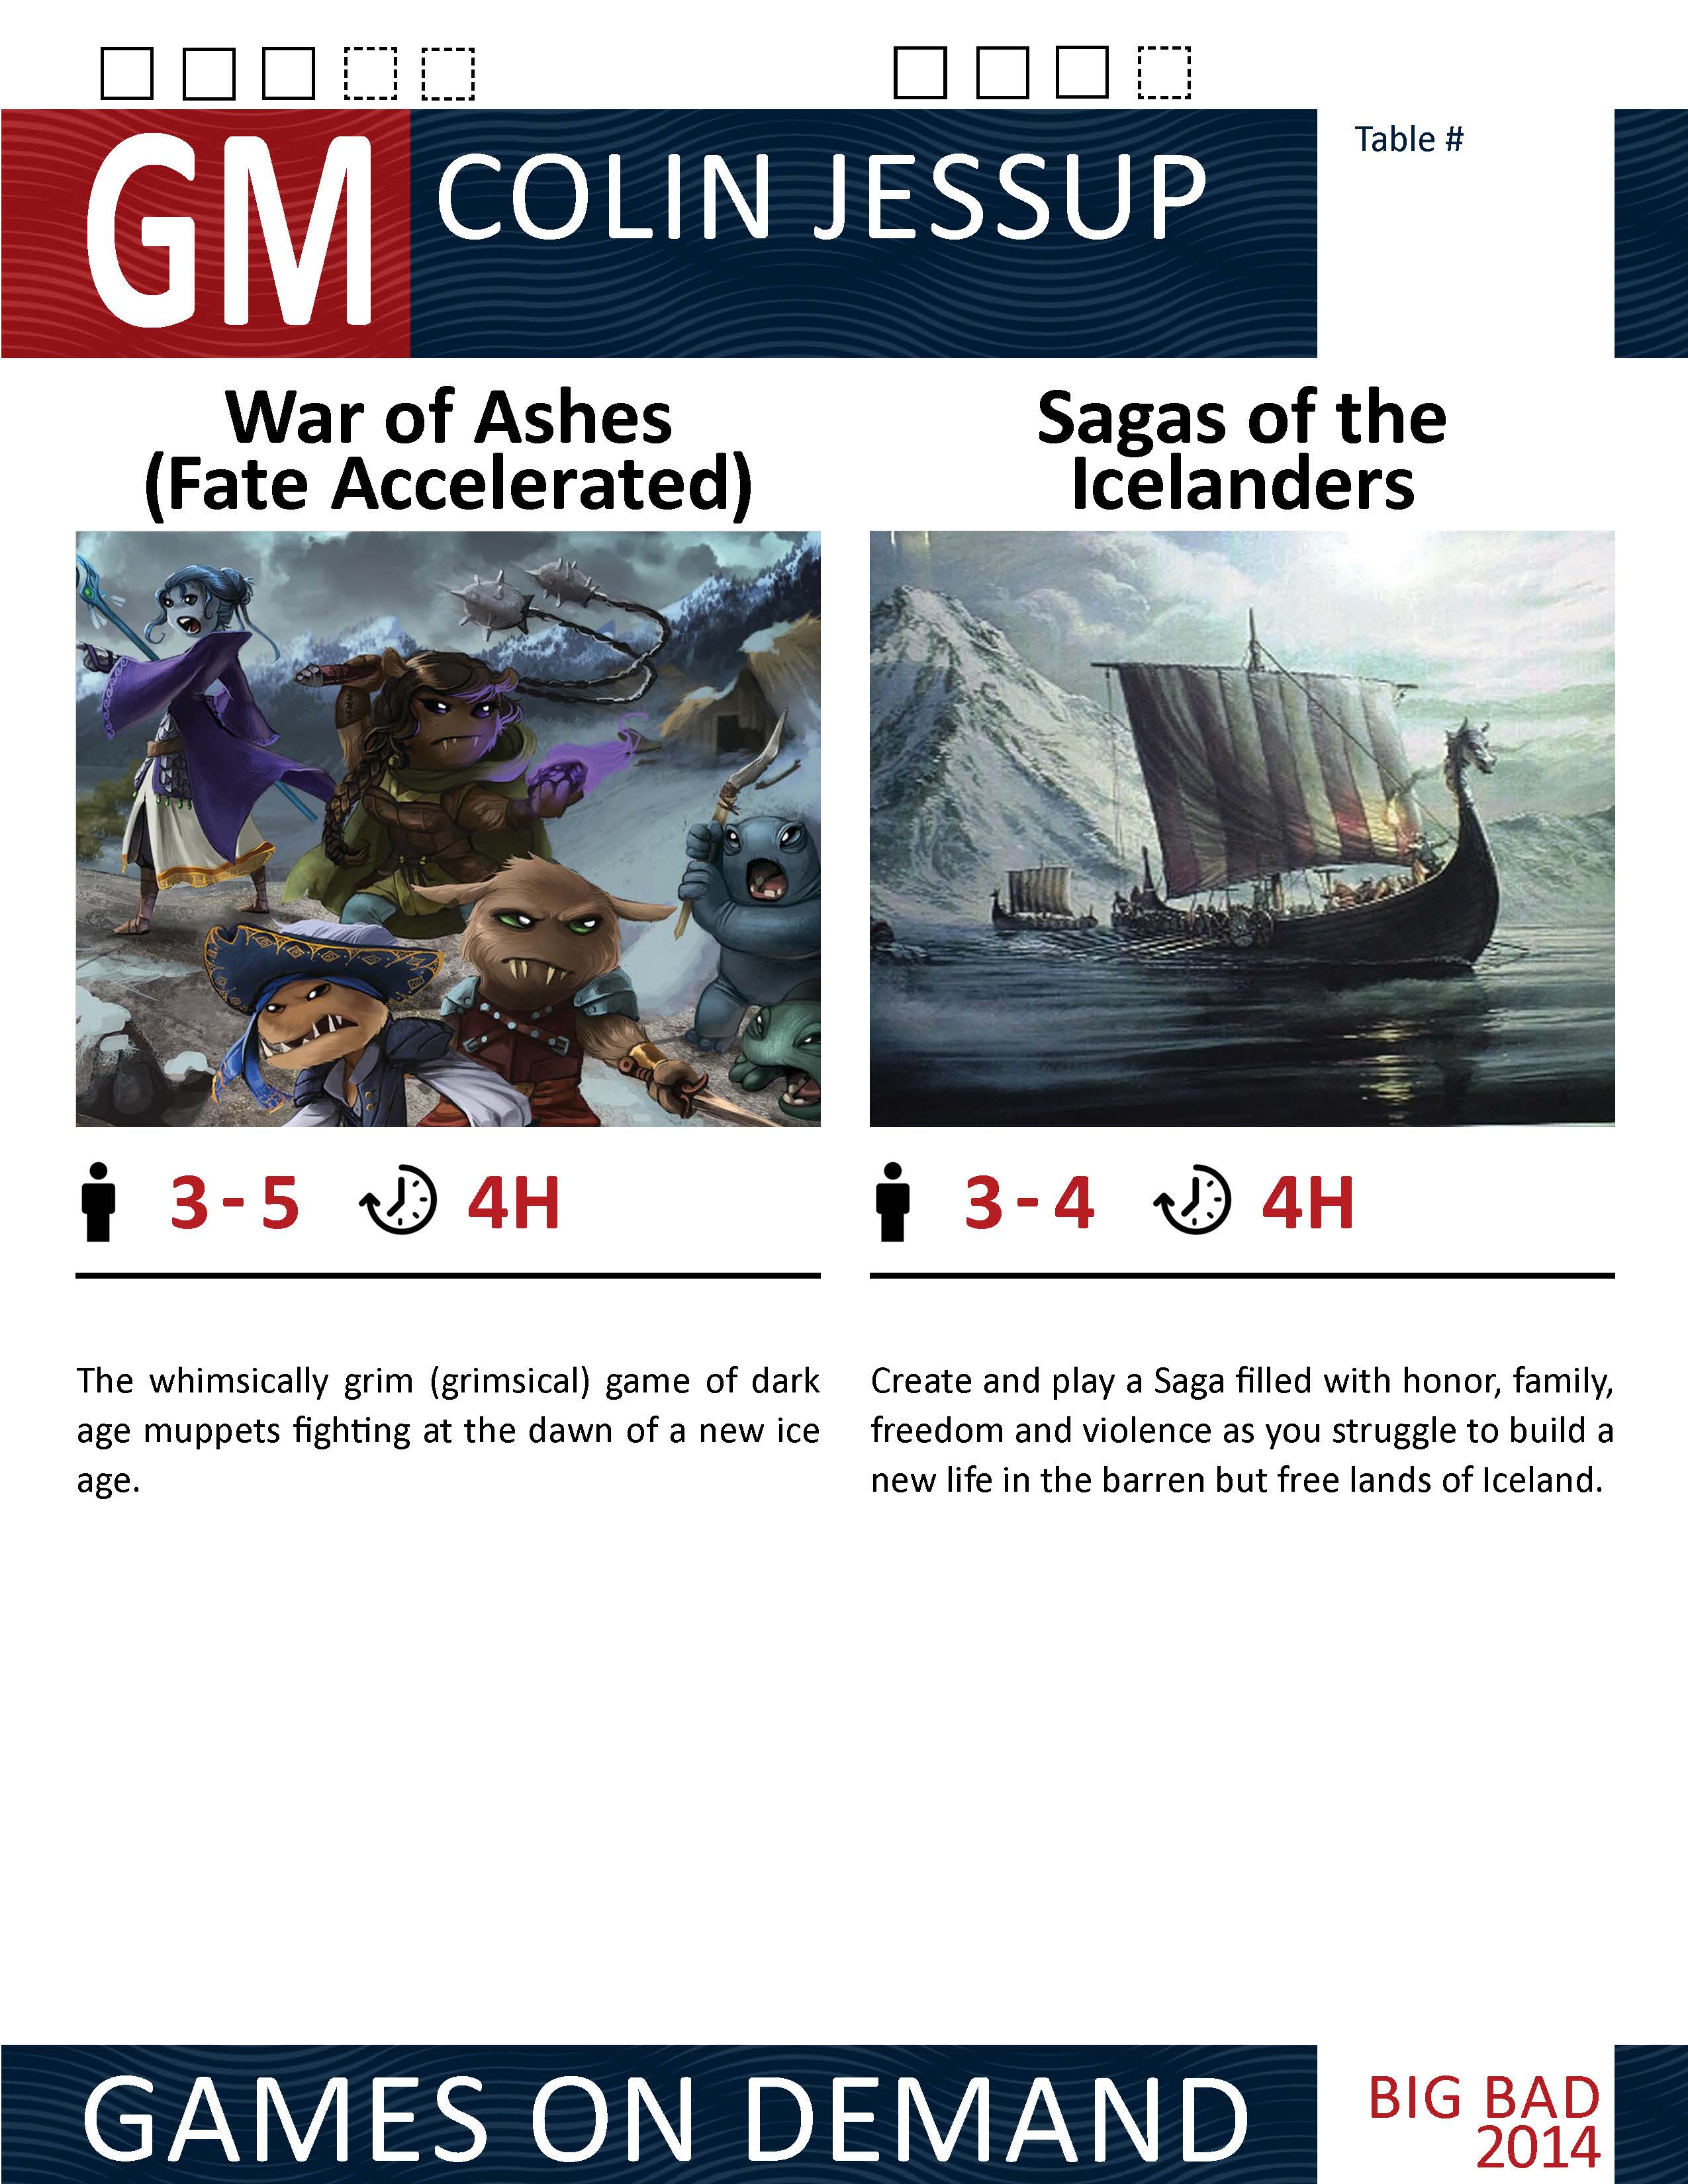 GM
COLIN JESSUP
Table #
War of Ashes
(Fate Accelerated)
3 - 5
4H
The whimsically grim (grimsical) game of dark
age muppets fighting at the dawn of a new ice
age.
Sagas of the
Icelanders
3 - 4
4H
Create and play a Saga filled with honor, family,
freedom and violence as you struggle to build a
new life in the barren but free lands of Iceland.
GAMES ON DEMAND
BIG BAD
2014